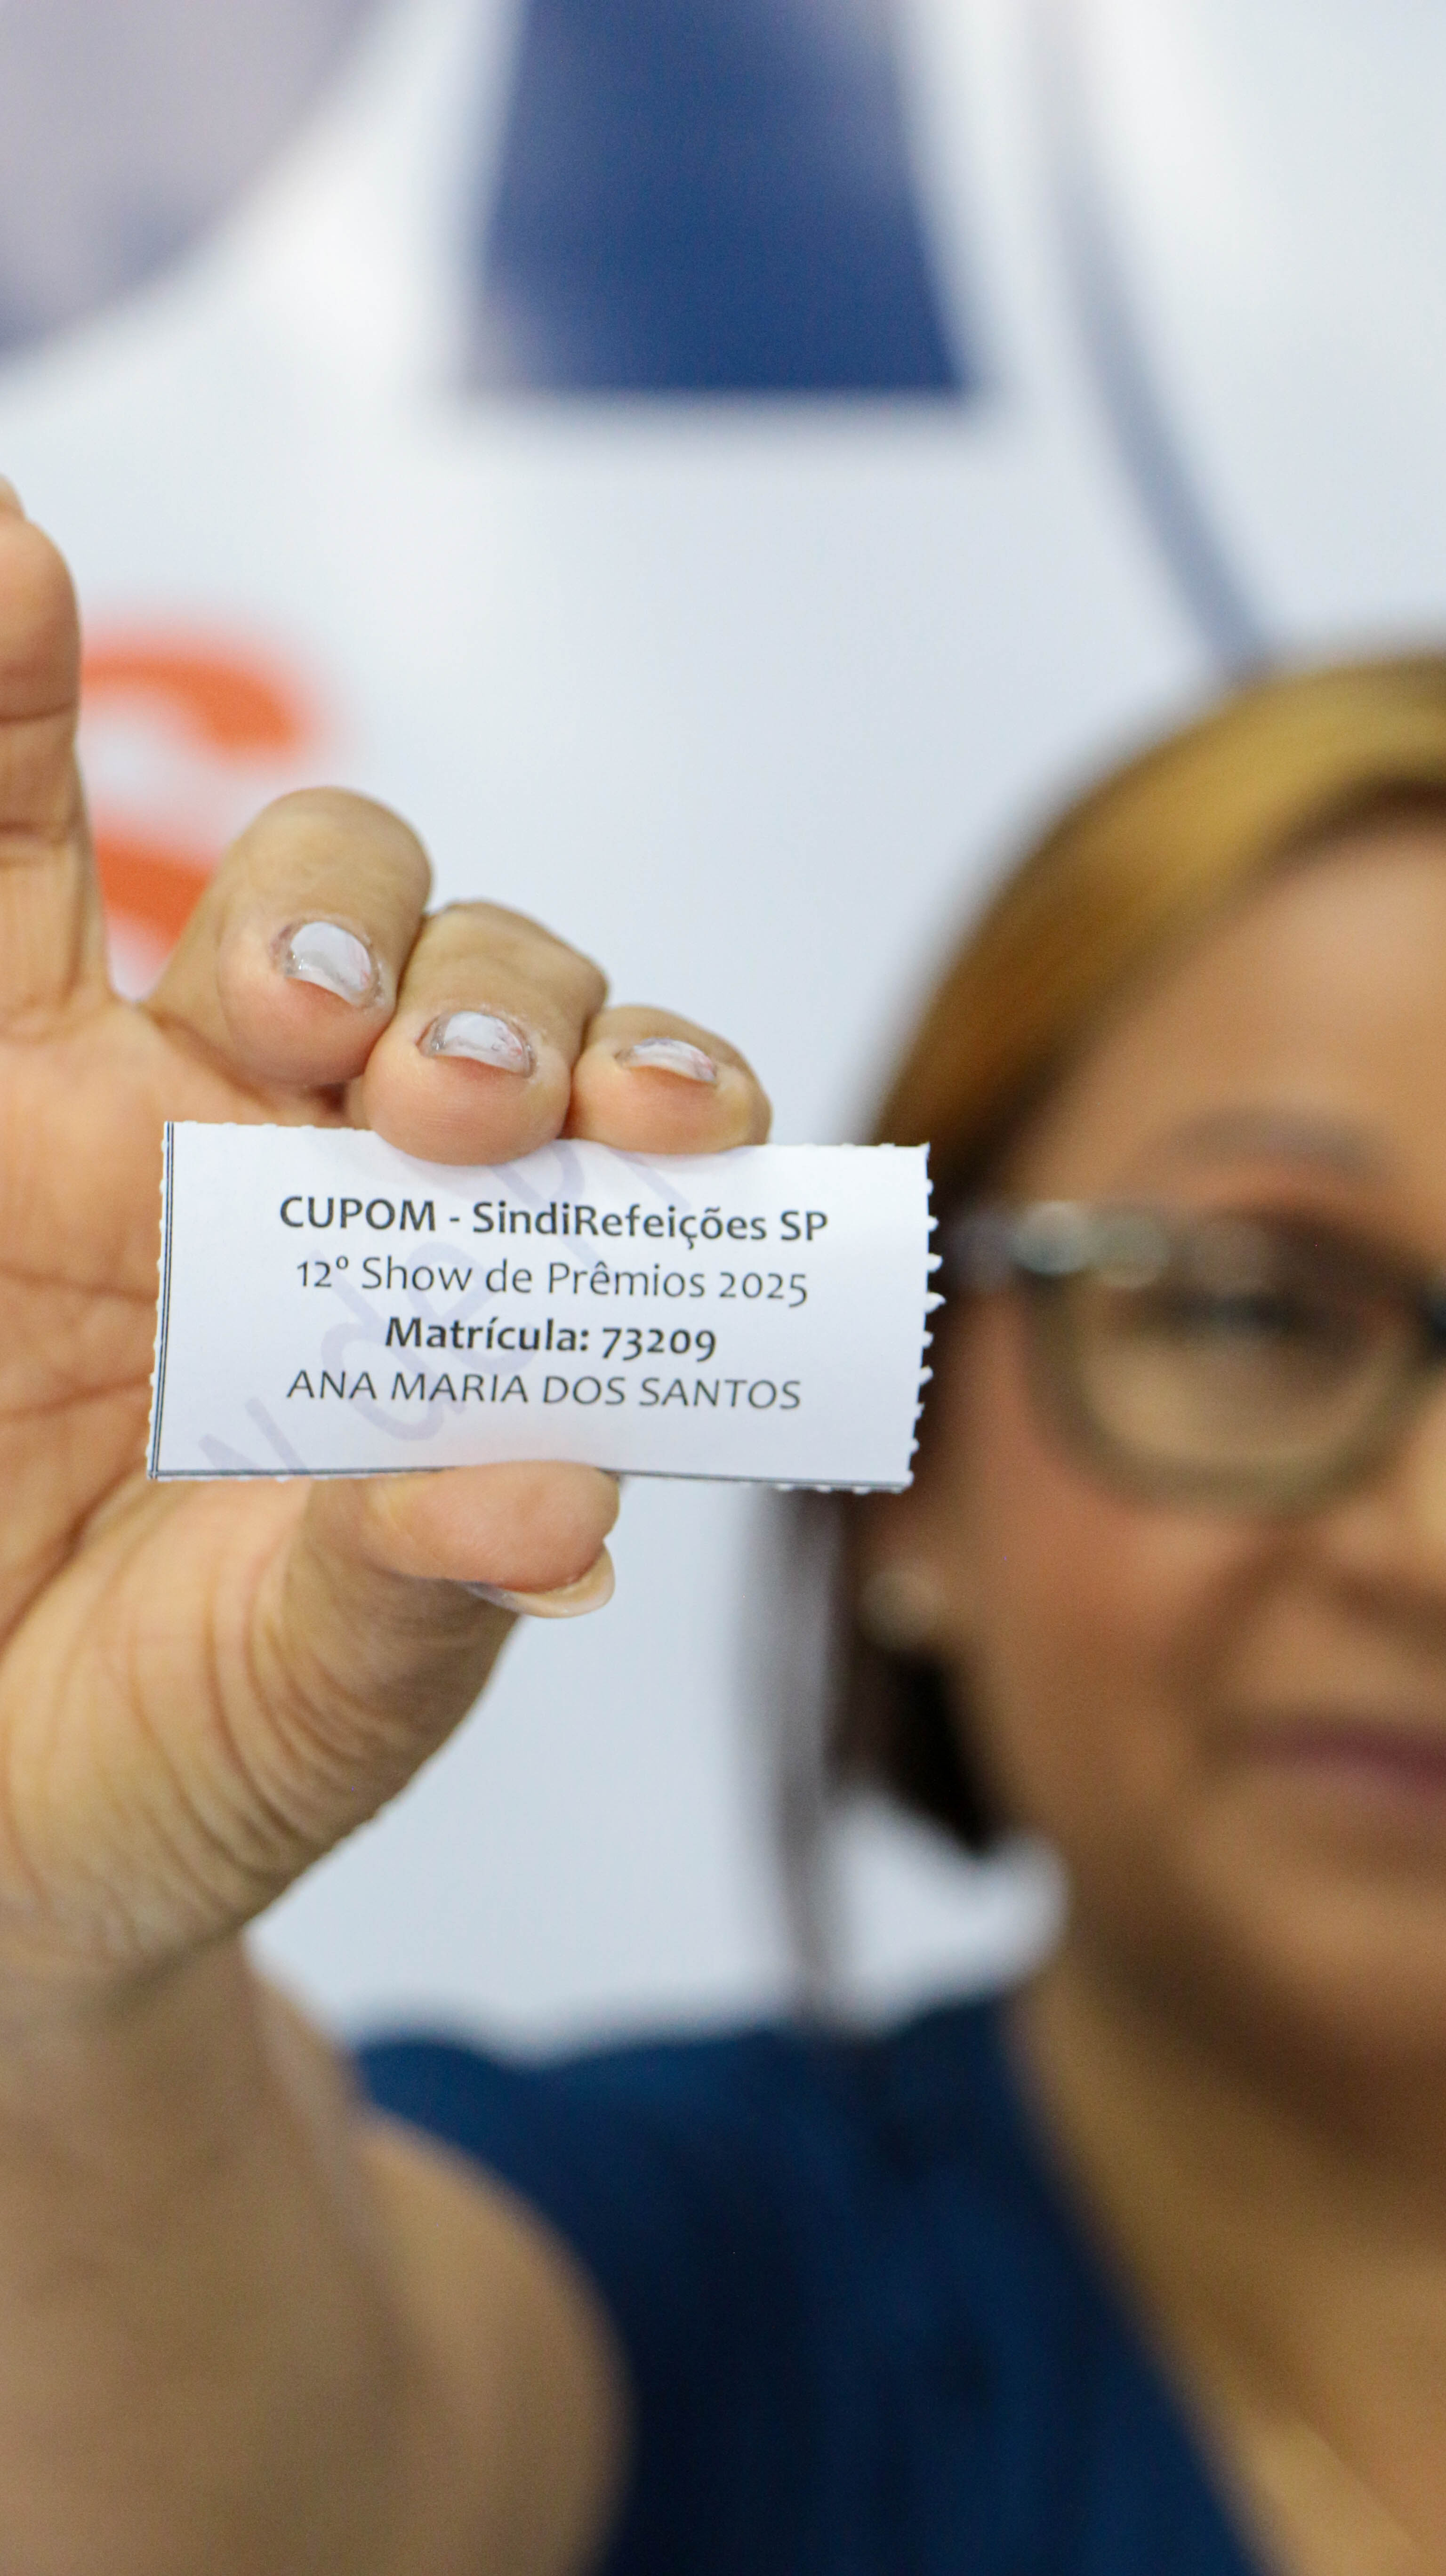 CUPOM - SindiRefeições SP
12º Show de Prêmios 2025
Matrícula: 73209
ANA MARIA DOS SANTOS